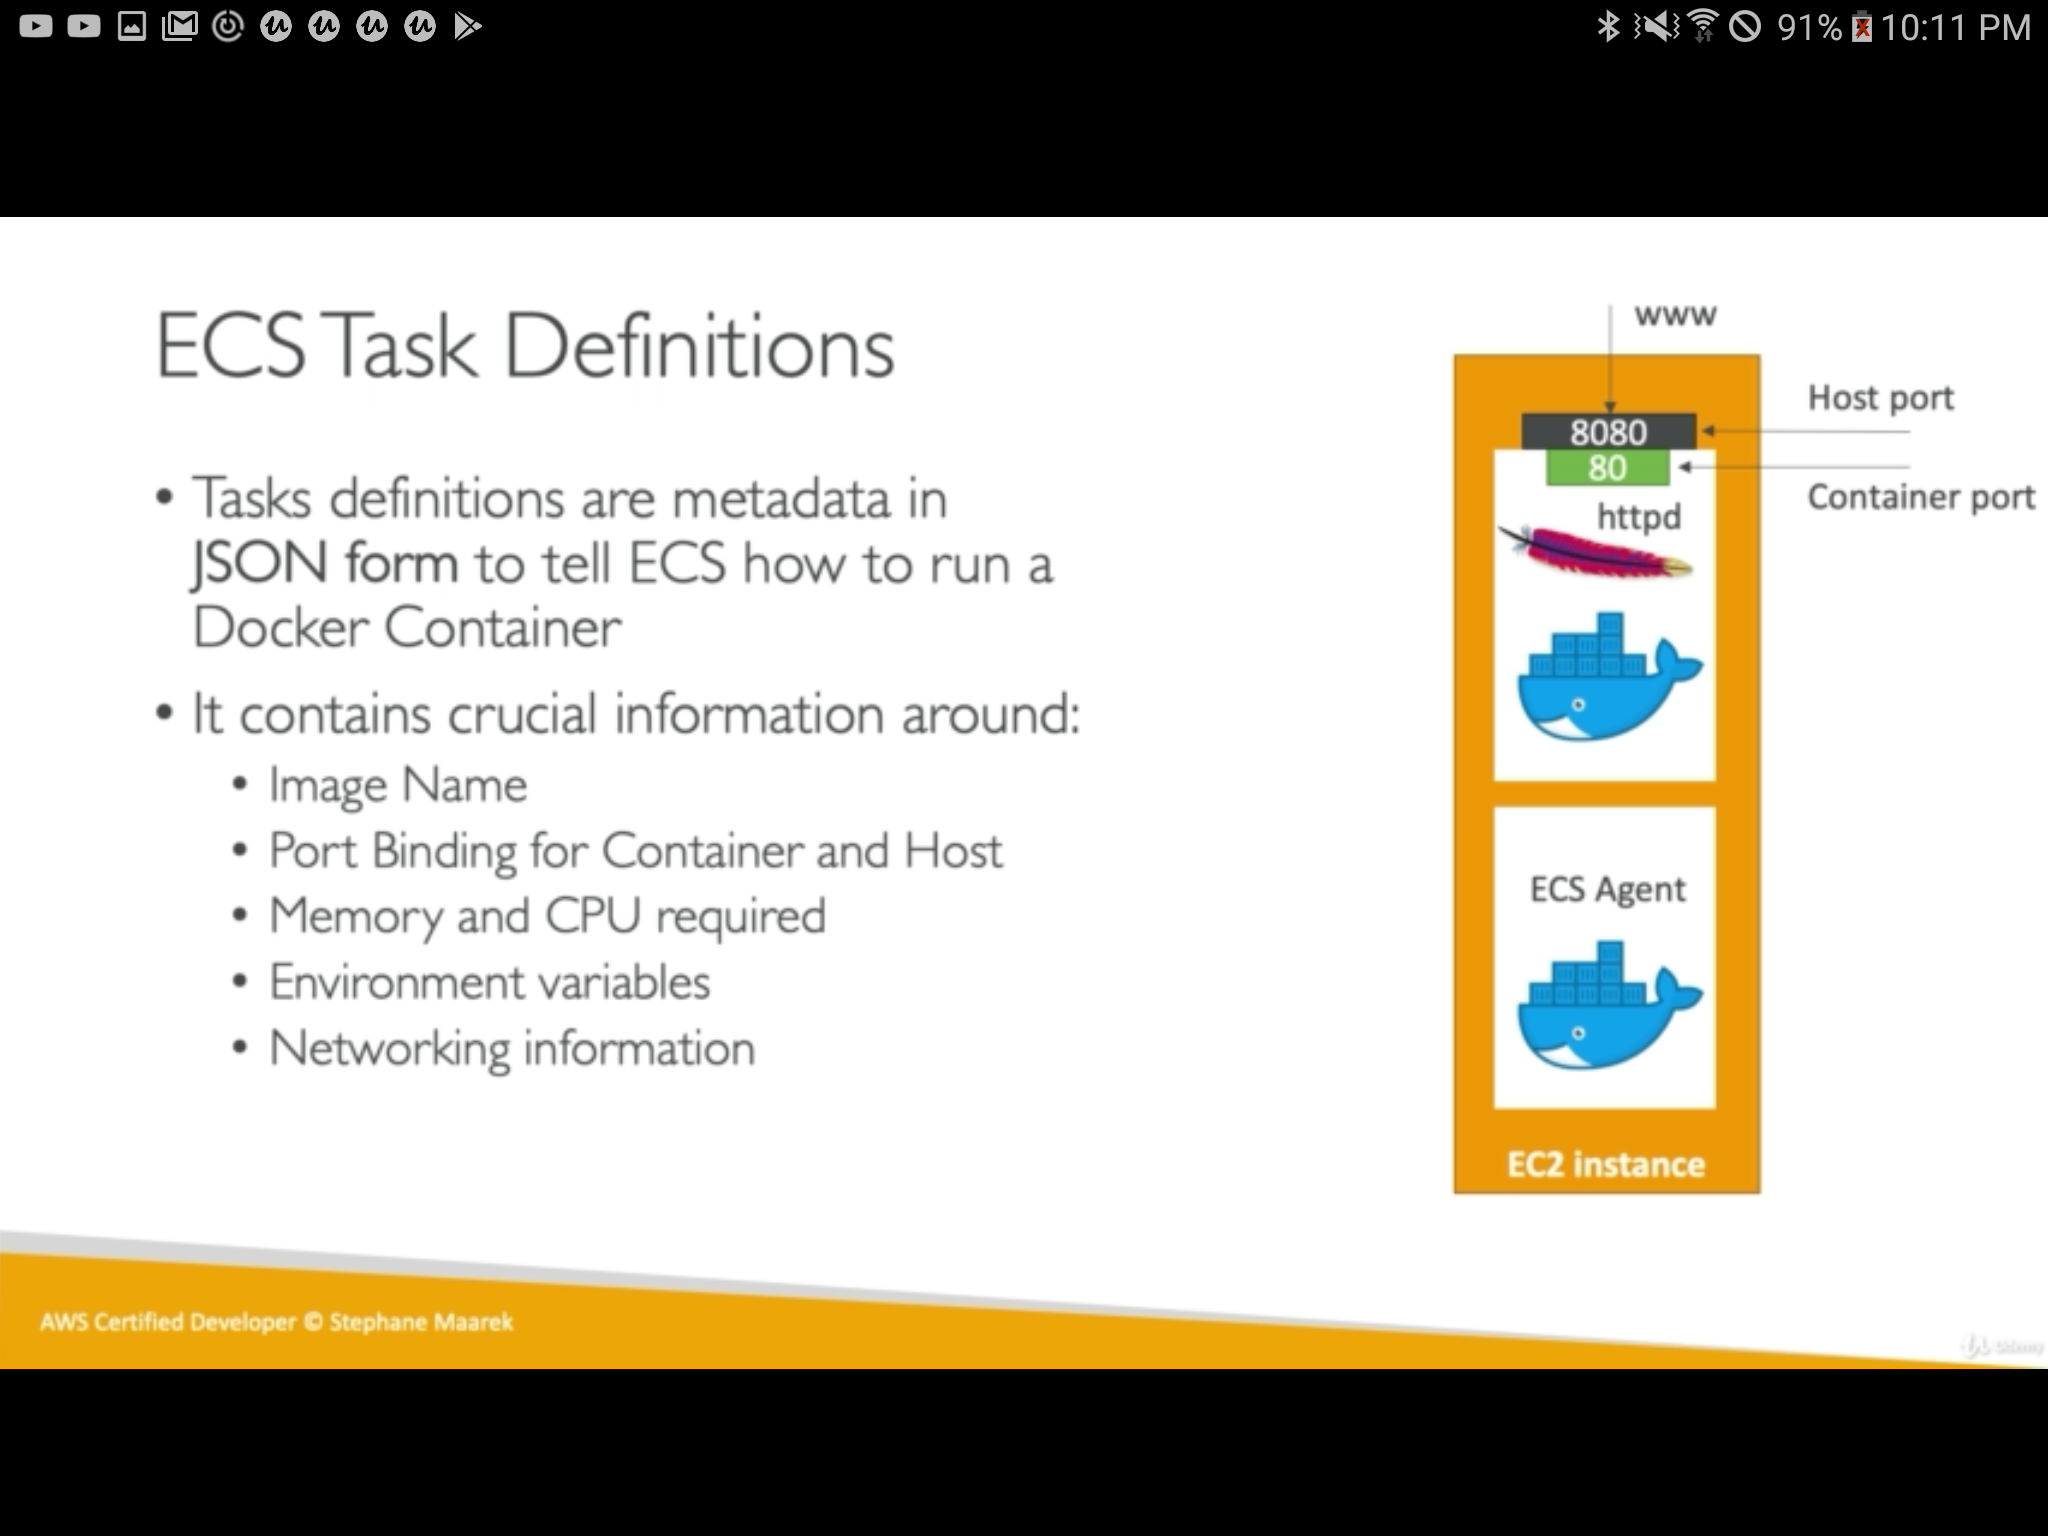 91% 10:11 PM
ECS Task Definitions
• Tasks definitions are metadata in
JSON form to tell ECS how to run a
Docker Container
• It contains crucial information around:
• Image Name
• Port Binding for Container and Host
• Memory and CPU required
• Environment variables
• Networking information
www
Host port
8080
80
Container port
httpd
ECS Agent
EC2 instance
AWS Certified Developer © Stephane Maarek
Udemy